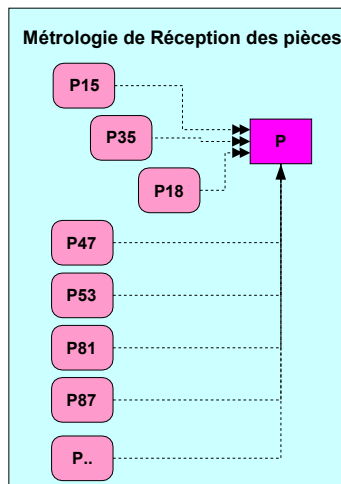 Métrologie de Réception des pièces
P15
P35
P
P18
P47
P53
P81
P87
P..